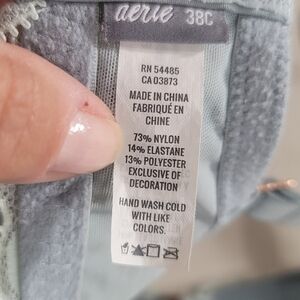 aerie 38C
RN 54485
CA 03873
MADE IN CHINA
FABRIQUÉ EN
CHINE
73% NYLON
14% ELASTANE
13% POLYESTER
EXCLUSIVE OF
DECORATION
HAND WASH COLD
WITH LIKE
COLORS.